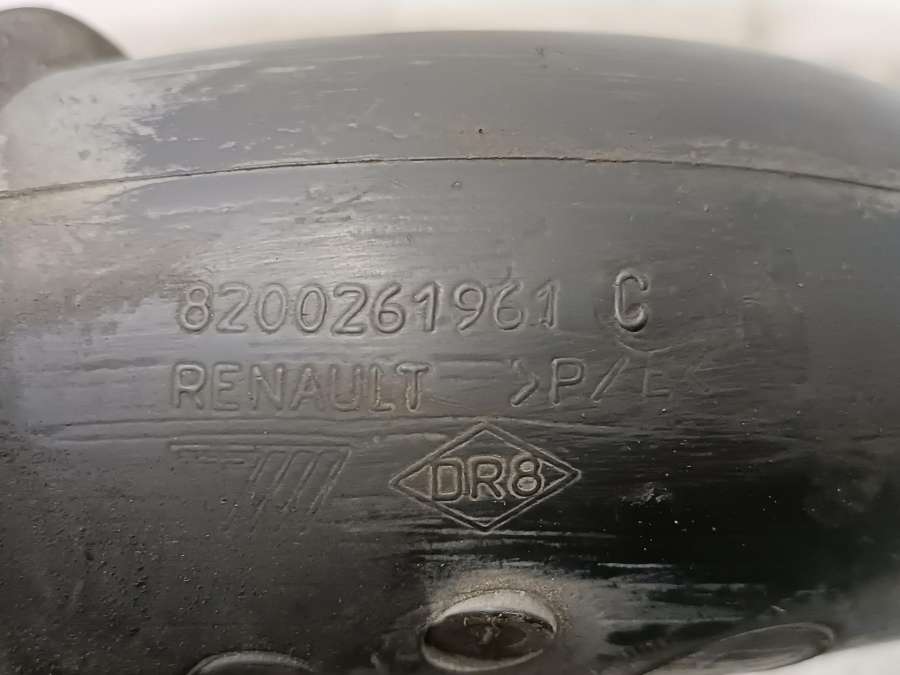 8200261961 C
RENAULT >P/E<
DR8